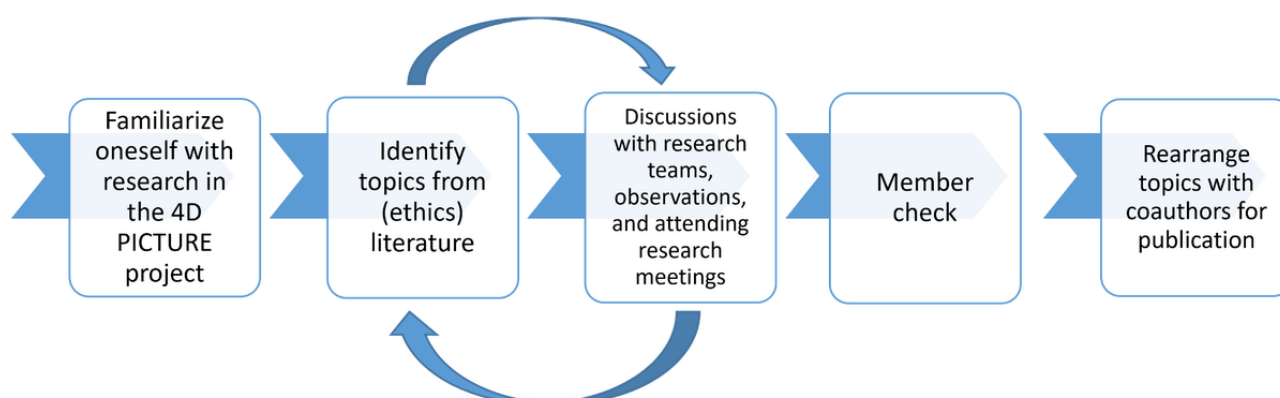 Familiarize
oneself with
research in
the 4D
PICTURE
project
Identify
topics from
(ethics)
literature
Discussions
with research
teams,
observations,
and attending
research
meetings
Member
check
Rearrange
topics with
coauthors for
publication